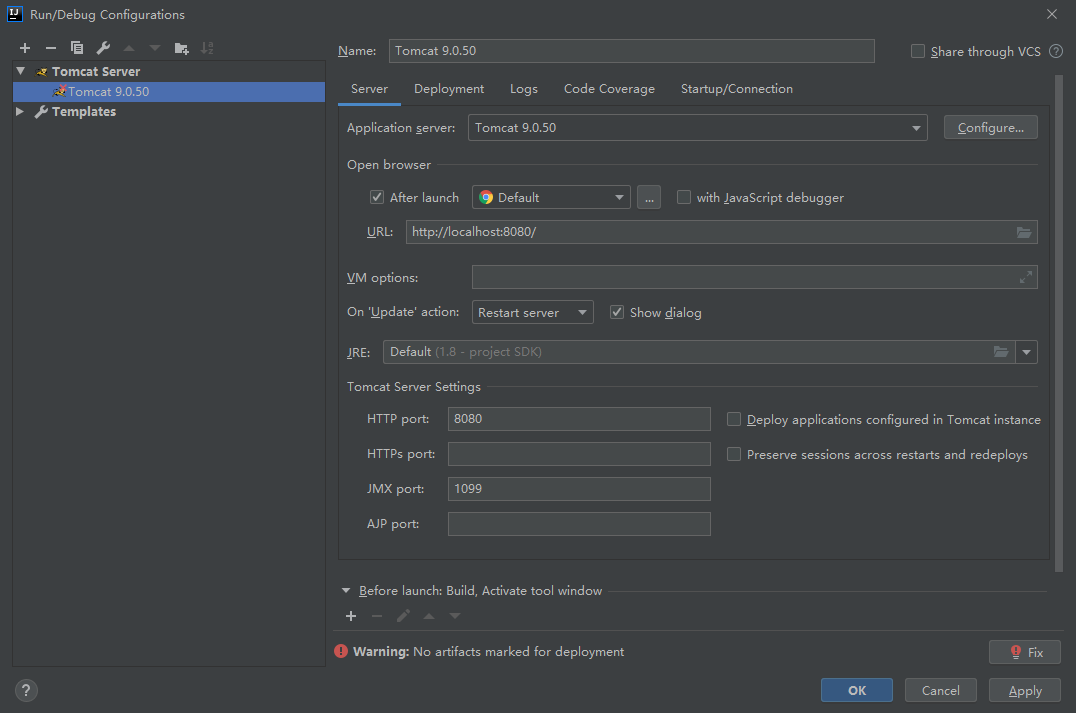 Run/Debug Configurations
Name: Tomcat 9.0.50 Share through VCS ?
Tomcat Server
Tomcat 9.0.50
Templates
Server Deployment Logs Code Coverage Startup/Connection
Application server: Tomcat 9.0.50 Configure...
Open browser
After launch Default ... with JavaScript debugger
URL: http://localhost:8080/
VM options:
On 'Update' action: Restart server Show dialog
JRE: Default (1.8 - project SDK)
Tomcat Server Settings
HTTP port: 8080 Deploy applications configured in Tomcat instance
HTTPs port: Preserve sessions across restarts and redeploys
JMX port: 1099
AJP port:
Before launch: Build, Activate tool window
Warning: No artifacts marked for deployment Fix
? OK Cancel Apply